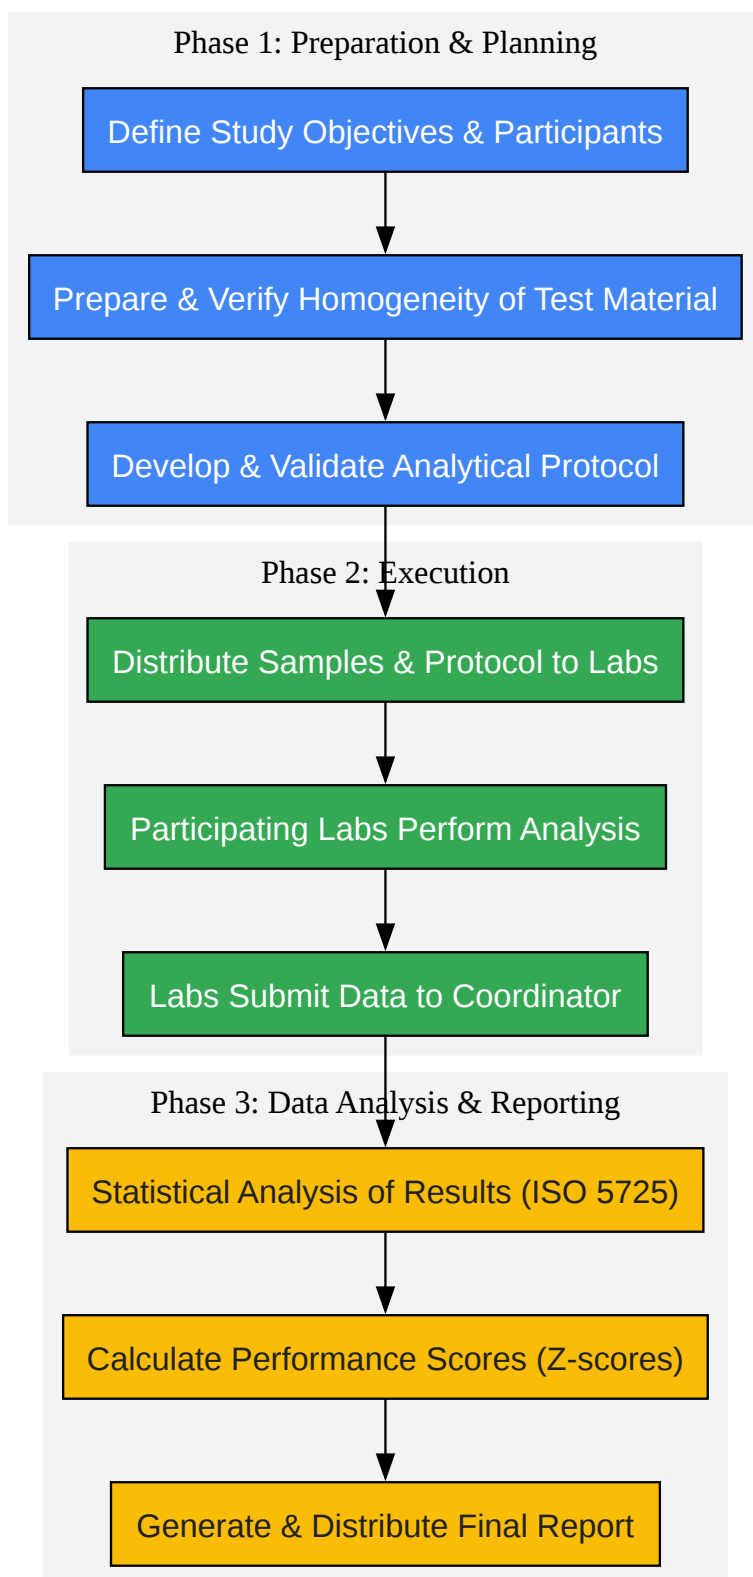 Phase 1: Preparation & Planning
Define Study Objectives & Participants
Prepare & Verify Homogeneity of Test Material
Develop & Validate Analytical Protocol
Phase 2: Execution
Distribute Samples & Protocol to Labs
Participating Labs Perform Analysis
Labs Submit Data to Coordinator
Phase 3: Data Analysis & Reporting
Statistical Analysis of Results (ISO 5725)
Calculate Performance Scores (Z-scores)
Generate & Distribute Final Report